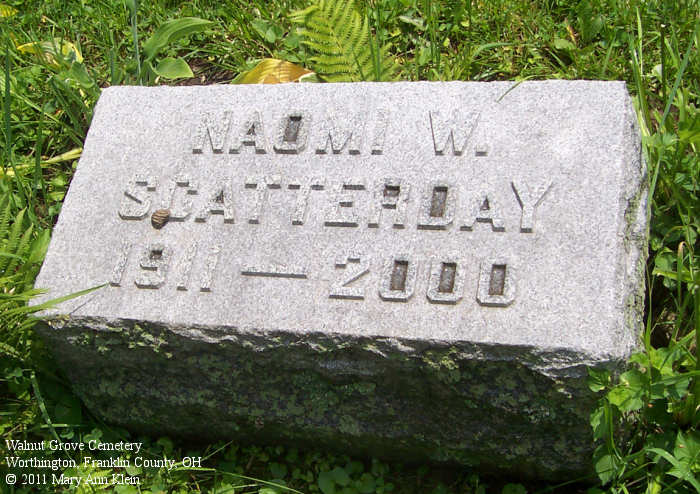 NAOMI W.
SCATTERDAY
1911 — 2000
Walnut Grove Cemetery
Worthington, Franklin County, OH
© 2011 Mary Ann Klein